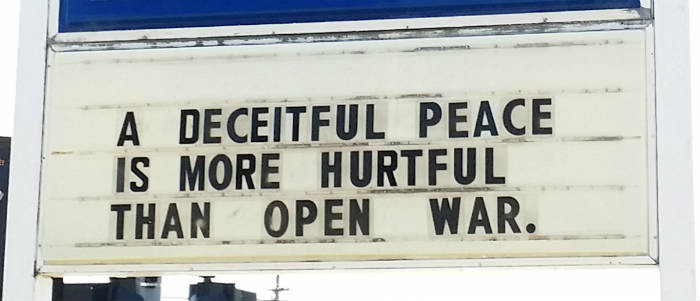 A DECEITFUL PEACE
IS MORE HURTFUL
THAN OPEN WAR.